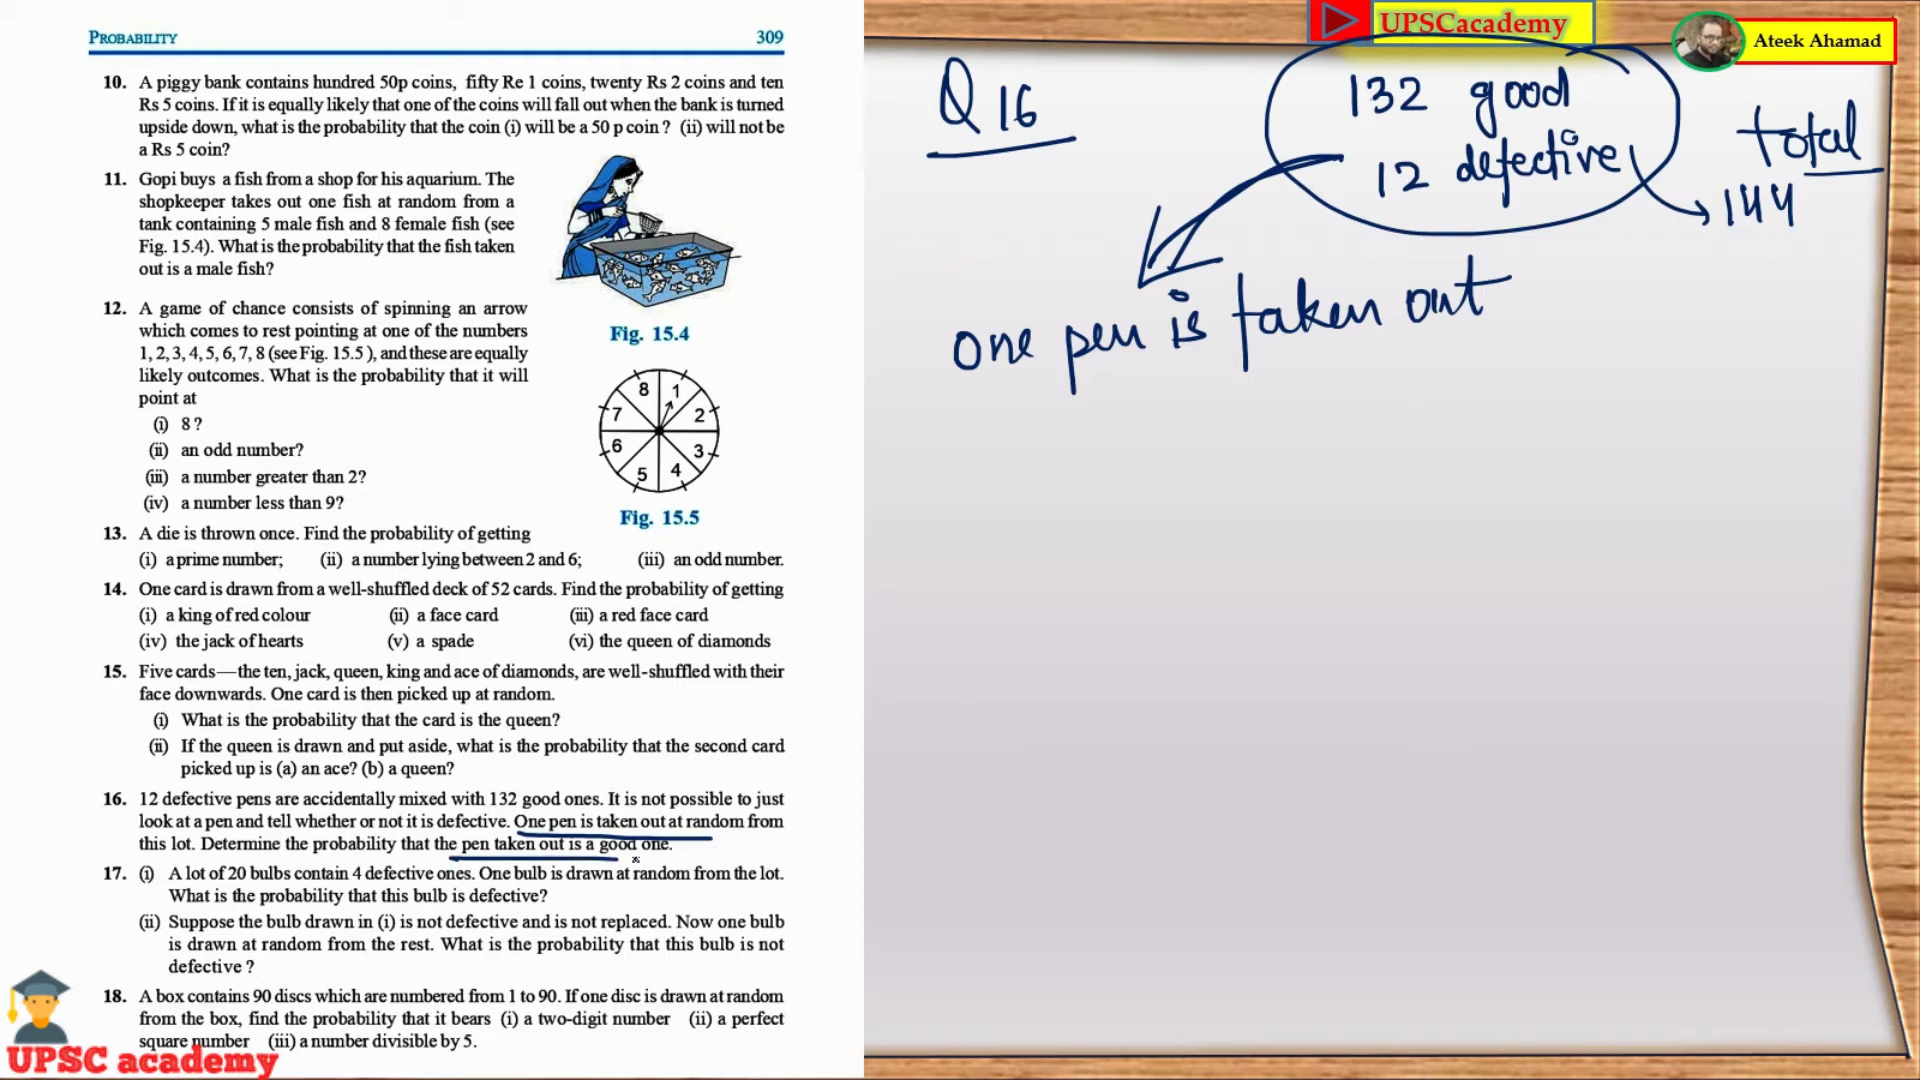 PROBABILITY 309
10. A piggy bank contains hundred 50p coins, fifty Re 1 coins, twenty Rs 2 coins and ten
Rs 5 coins. If it is equally likely that one of the coins will fall out when the bank is turned
upside down, what is the probability that the coin (i) will be a 50 p coin ? (ii) will not be
a Rs 5 coin?
11. Gopi buys a fish from a shop for his aquarium. The
shopkeeper takes out one fish at random from a
tank containing 5 male fish and 8 female fish (see
Fig. 15.4). What is the probability that the fish taken
out is a male fish?
Fig. 15.4
12. A game of chance consists of spinning an arrow
which comes to rest pointing at one of the numbers
1, 2, 3, 4, 5, 6, 7, 8 (see Fig. 15.5 ), and these are equally
likely outcomes. What is the probability that it will
point at
(i) 8 ?
(ii) an odd number?
(iii) a number greater than 2?
(iv) a number less than 9?
8 1
7 2
6 3
5 4
Fig. 15.5
13. A die is thrown once. Find the probability of getting
(i) a prime number; (ii) a number lying between 2 and 6; (iii) an odd number.
14. One card is drawn from a well-shuffled deck of 52 cards. Find the probability of getting
(i) a king of red colour (ii) a face card (iii) a red face card
(iv) the jack of hearts (v) a spade (vi) the queen of diamonds
15. Five cards—the ten, jack, queen, king and ace of diamonds, are well-shuffled with their
face downwards. One card is then picked up at random.
(i) What is the probability that the card is the queen?
(ii) If the queen is drawn and put aside, what is the probability that the second card
picked up is (a) an ace? (b) a queen?
16. 12 defective pens are accidentally mixed with 132 good ones. It is not possible to just
look at a pen and tell whether or not it is defective. One pen is taken out at random from
this lot. Determine the probability that the pen taken out is a good one.
17. (i) A lot of 20 bulbs contain 4 defective ones. One bulb is drawn at random from the lot.
What is the probability that this bulb is defective?
(ii) Suppose the bulb drawn in (i) is not defective and is not replaced. Now one bulb
is drawn at random from the rest. What is the probability that this bulb is not
defective ?
18. A box contains 90 discs which are numbered from 1 to 90. If one disc is drawn at random
from the box, find the probability that it bears (i) a two-digit number (ii) a perfect
square number (iii) a number divisible by 5.
UPSC academy
UPSCacademy
Ateek Ahamad
Q 16
132 good
12 defective
total
144
one pen is taken out